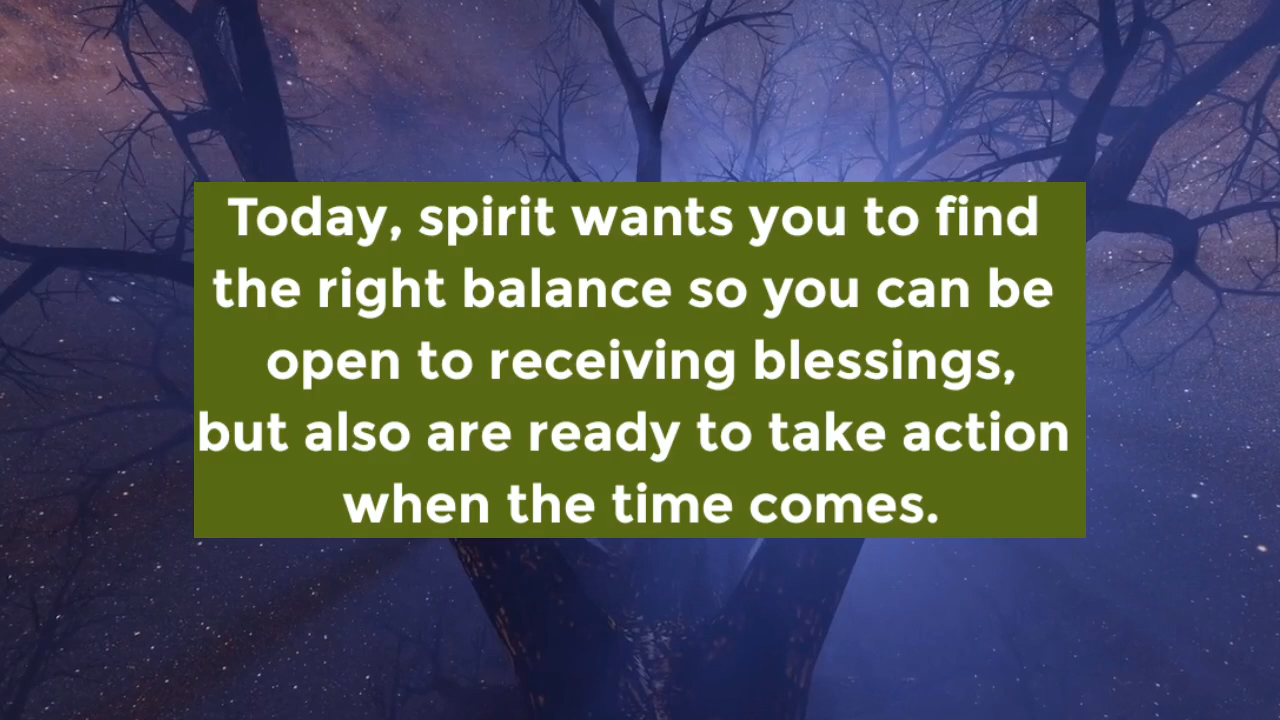 Today, spirit wants you to find
the right balance so you can be
open to receiving blessings,
but also are ready to take action
when the time comes.